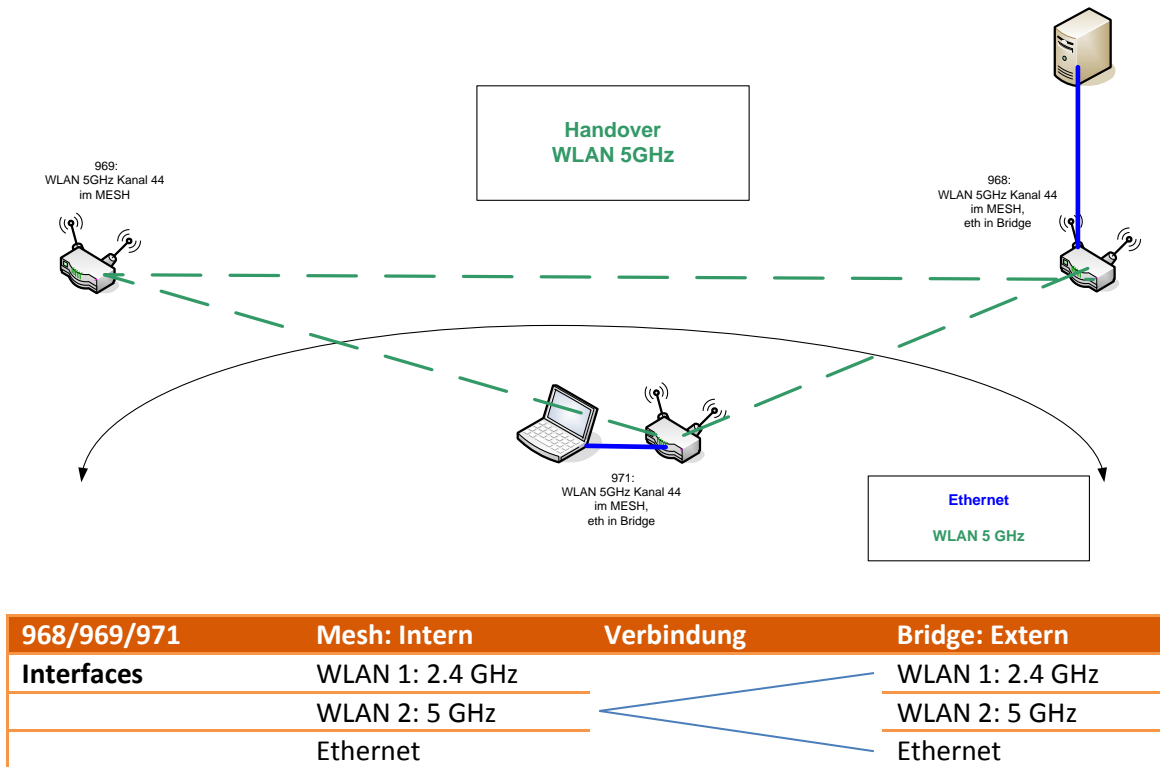 Handover
WLAN 5GHz
969:
WLAN 5GHz Kanal 44
im MESH
968:
WLAN 5GHz Kanal 44
im MESH,
eth in Bridge
971:
WLAN 5GHz Kanal 44
im MESH,
eth in Bridge
Ethernet
WLAN 5 GHz
968/969/971 Mesh: Intern Verbindung Bridge: Extern
Interfaces WLAN 1: 2.4 GHz WLAN 1: 2.4 GHz
WLAN 2: 5 GHz WLAN 2: 5 GHz
Ethernet Ethernet